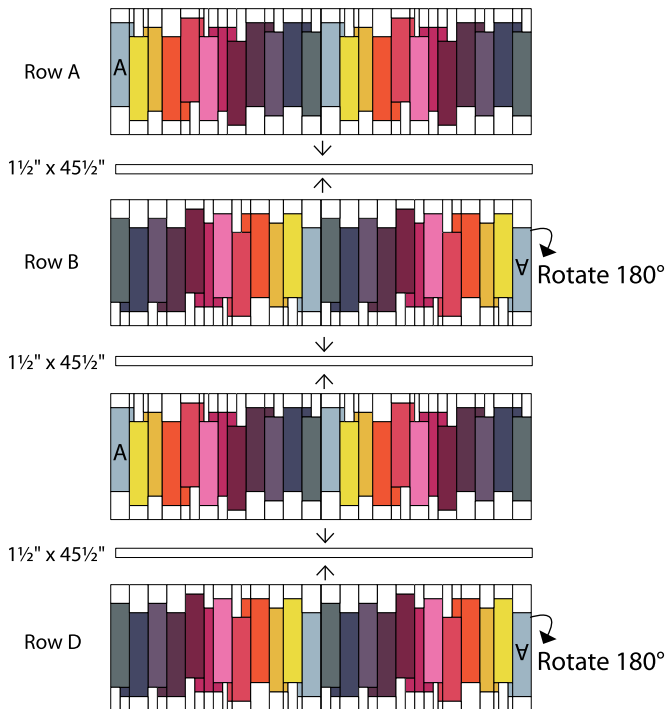 Row A
A
1½" x 45½"
Row B
A
Rotate 180°
1½" x 45½"
A
1½" x 45½"
Row D
A
Rotate 180°